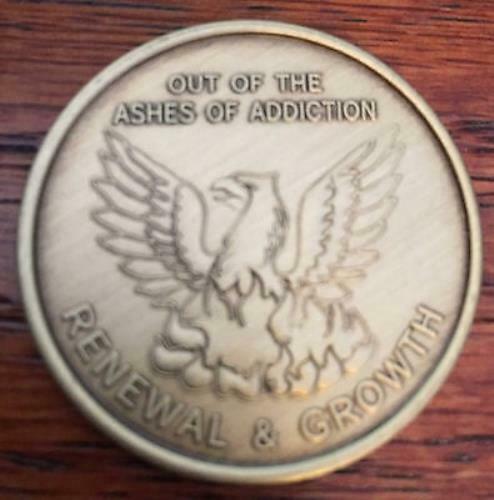 OUT OF THE
ASHES OF ADDICTION
RENEWAL & GROWTH